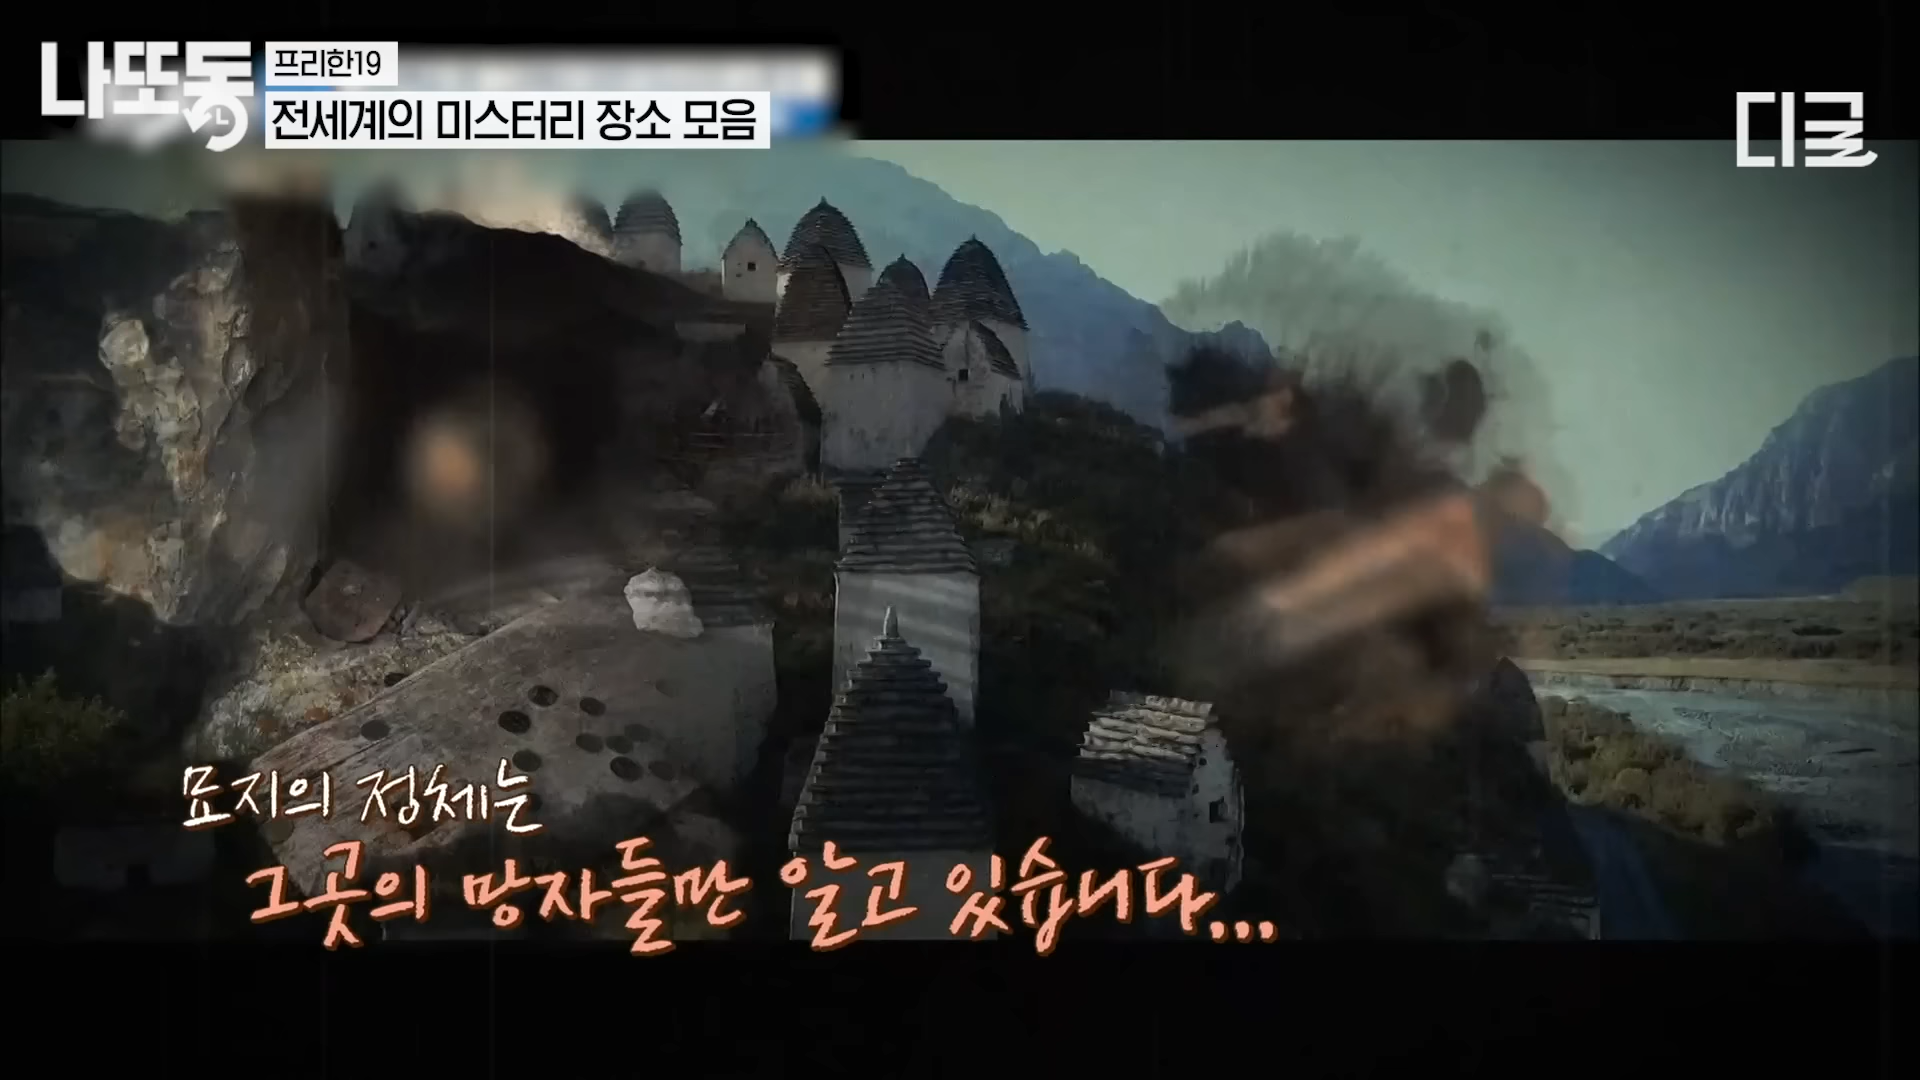 나또동
프리한19
전세계의 미스터리 장소 모음
디글
묘지의 정체는
그곳의 망자들만 알고 있습니다...